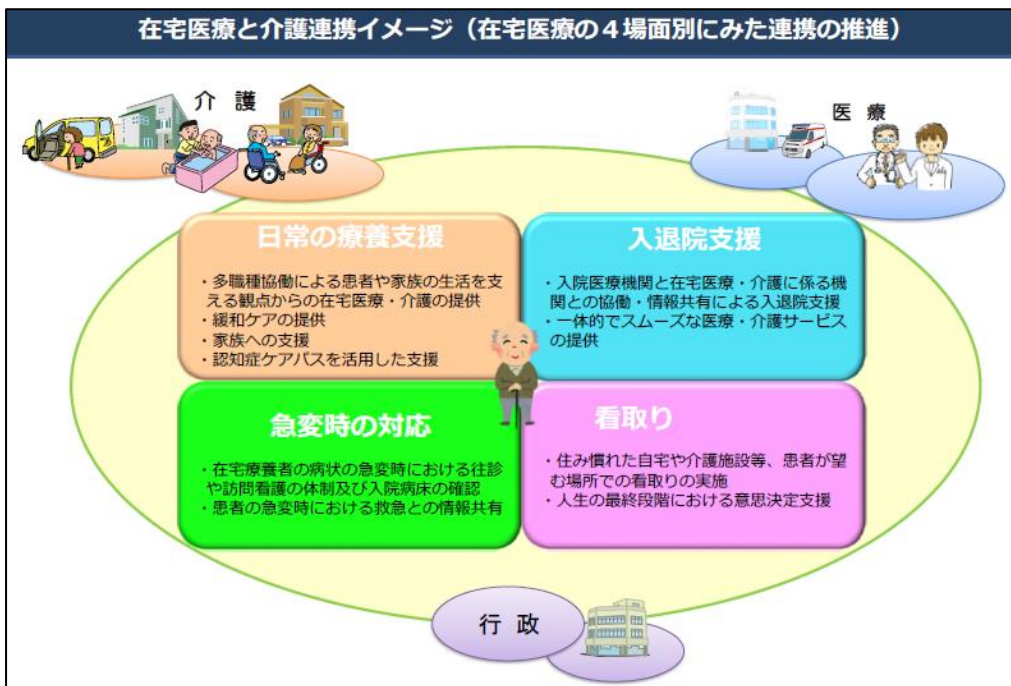 在宅医療と介護連携イメージ（在宅医療の４場面別にみた連携の推進）
介 護
医 療
日常の療養支援
・多職種協働による患者や家族の生活を支
える観点からの在宅医療・介護の提供
・緩和ケアの提供
・家族への支援
・認知症ケアパスを活用した支援
入退院支援
・入院医療機関と在宅医療・介護に係る機
関との協働・情報共有による入退院支援
・一体的でスムーズな医療・介護サービス
の提供
急変時の対応
・在宅療養者の病状の急変時における往診
や訪問看護の体制及び入院病床の確認
・患者の急変時における救急との情報共有
看取り
・住み慣れた自宅や介護施設等、患者が望
む場所での看取りの実施
・人生の最終段階における意思決定支援
行 政